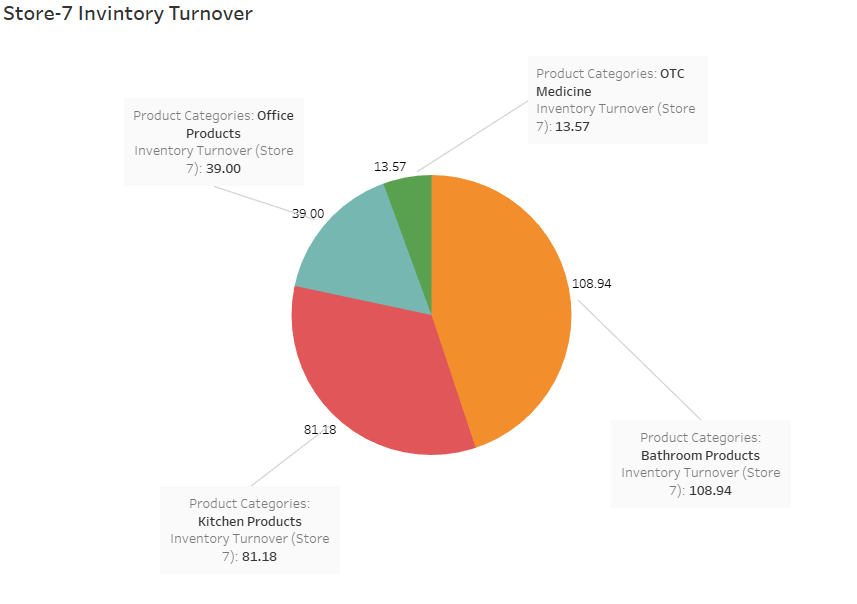 Store-7 Invintory Turnover
Product Categories: OTC
Medicine
Inventory Turnover (Store
7): 13.57
Product Categories: Office
Products
Inventory Turnover (Store
7): 39.00
13.57
39.00
108.94
81.18
Product Categories:
Bathroom Products
Inventory Turnover (Store
7): 108.94
Product Categories:
Kitchen Products
Inventory Turnover (Store
7): 81.18